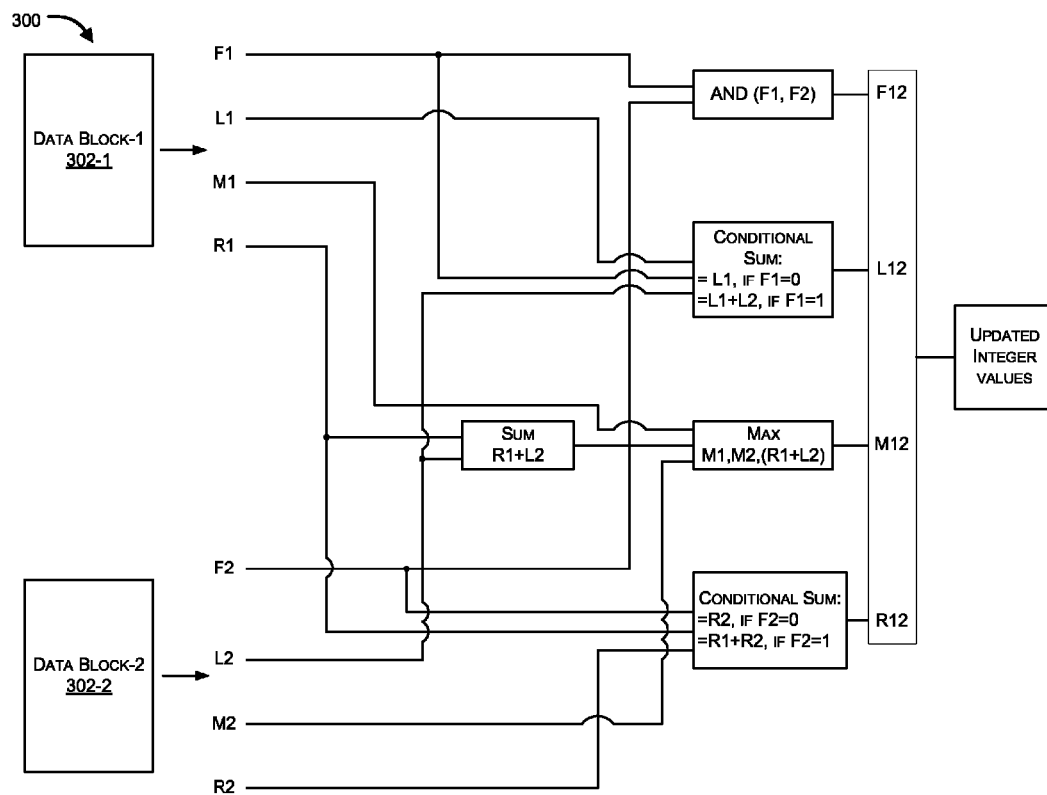 300
DATA BLOCK-1
302-1
F1
L1
M1
R1
AND (F1, F2)
F12
CONDITIONAL
SUM:
= L1, IF F1=0
=L1+L2, IF F1=1
L12
UPDATED
INTEGER
VALUES
SUM
R1+L2
MAX
M1,M2,(R1+L2)
M12
DATA BLOCK-2
302-2
F2
L2
M2
R2
CONDITIONAL SUM:
=R2, IF F2=0
=R1+R2, IF F2=1
R12